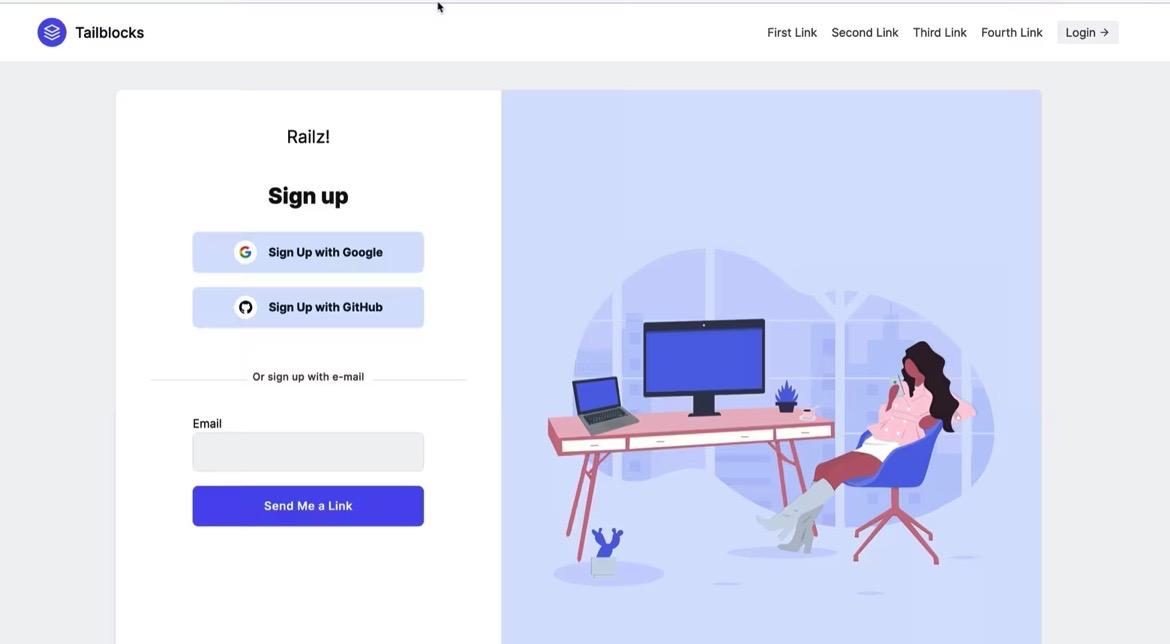 Tailblocks
First Link
Second Link
Third Link
Fourth Link
Login →
Railz!
Sign up
Sign Up with Google
Sign Up with GitHub
Or sign up with e-mail
Email
Send Me a Link